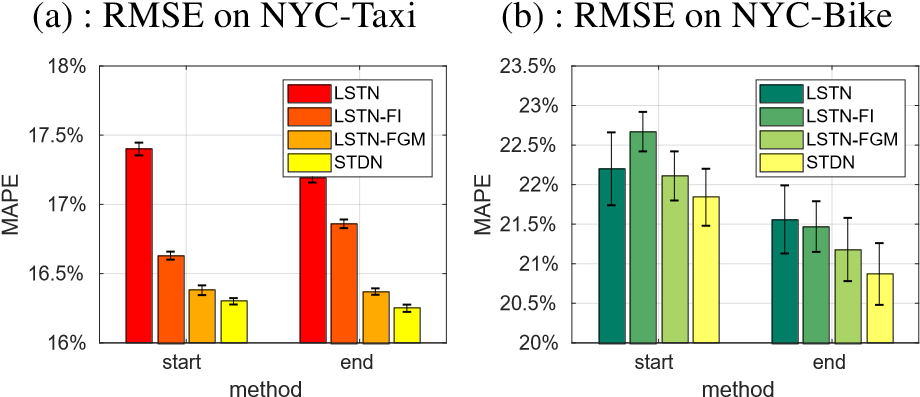 (a) : RMSE on NYC-Taxi
(b) : RMSE on NYC-Bike
18%
17.5%
17%
16.5%
16%
MAPE
LSTN
LSTN-FI
LSTN-FGM
STDN
start
end
method
23.5%
23%
22.5%
22%
21.5%
21%
20.5%
20%
MAPE
LSTN
LSTN-FI
LSTN-FGM
STDN
start
end
method